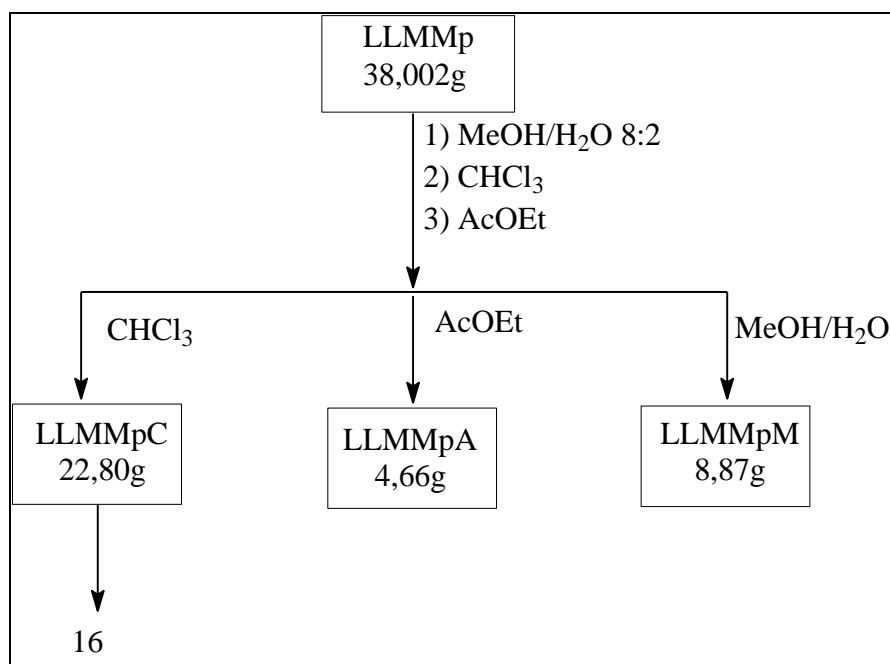 LLMMp
38,002g
1) MeOH/H₂O 8:2
2) CHCl₃
3) AcOEt
CHCl₃
AcOEt
MeOH/H₂O
LLMMpC
22,80g
LLMMpA
4,66g
LLMMpM
8,87g
16